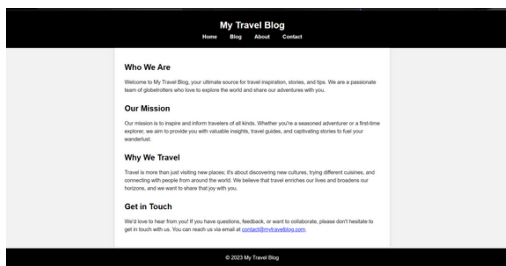 My Travel Blog
Home Blog About Contact
Who We Are
Welcome to My Travel Blog, your ultimate source for travel inspiration, stories, and tips. We are a passionate
team of globetrotters who love to explore the world and share our adventures with you.
Our Mission
Our mission is to inspire and inform travelers of all kinds. Whether you're a seasoned adventurer or a first-time
explorer, we aim to provide you with valuable insights, travel guides, and captivating stories to fuel your
wanderlust.
Why We Travel
Travel is more than just visiting new places; it's about discovering new cultures, trying different cuisines, and
connecting with people from around the world. We believe that travel enriches our lives and broadens our
horizons, and we want to share that joy with you.
Get in Touch
We'd love to hear from you! If you have questions, feedback, or want to collaborate, please don't hesitate to
get in touch with us. You can reach us via email at contact@mytravelblog.com.
© 2023 My Travel Blog